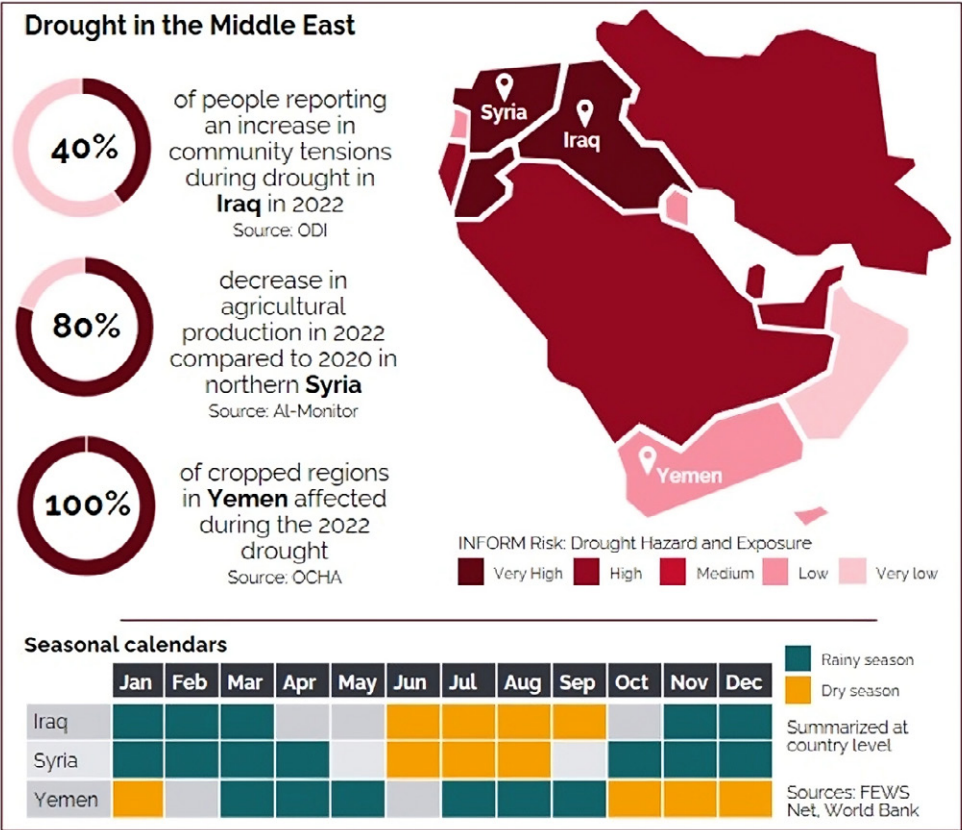 Drought in the Middle East
40%
of people reporting
an increase in
community tensions
during drought in
Iraq in 2022
Source: ODI
80%
decrease in
agricultural
production in 2022
compared to 2020 in
northern Syria
Source: Al-Monitor
100%
of cropped regions
in Yemen affected
during the 2022
drought
Source: OCHA
Syria
Iraq
Yemen
INFORM Risk: Drought Hazard and Exposure
Very High High Medium Low Very low
Seasonal calendars
Jan Feb Mar Apr May Jun Jul Aug Sep Oct Nov Dec
Iraq
Syria
Yemen
Rainy season
Dry season
Summarized at
country level
Sources: FEWS
Net, World Bank